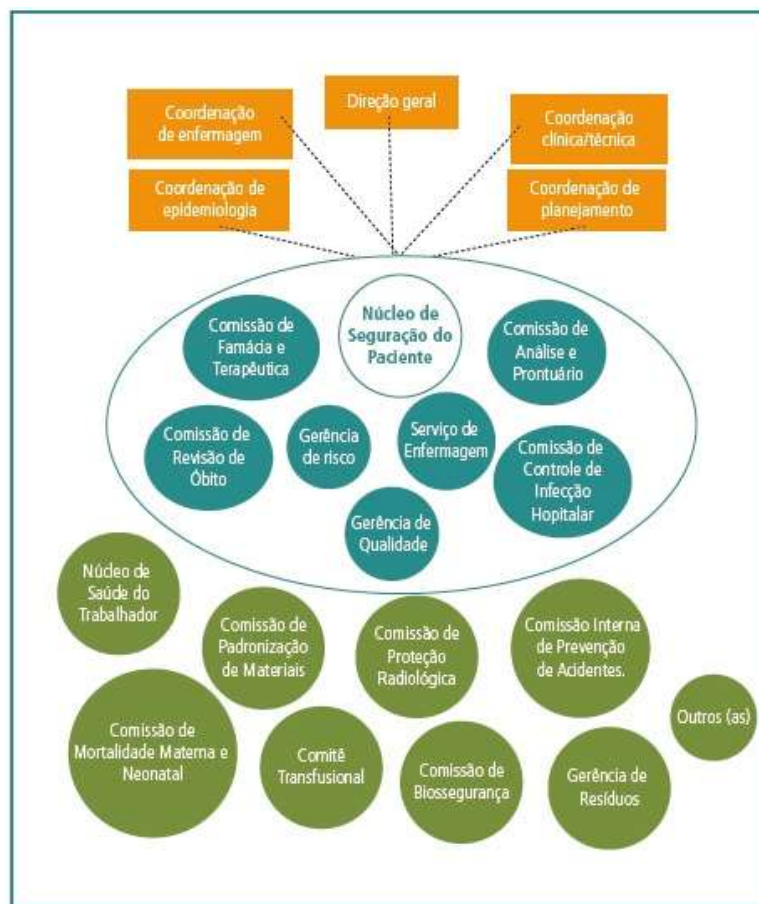 Coordenação
de enfermagem
Direção geral
Coordenação
clínica/técnica
Coordenação de
epidemiologia
Coordenação de
planejamento
Núcleo de
Seguração do
Paciente
Comissão de
Famácia e
Terapêutica
Comissão de
Análise e
Prontuário
Comissão de
Revisão de
Óbito
Gerência
de risco
Serviço de
Enfermagem
Comissão de
Controle de
Infecção
Hopitalar
Gerência de
Qualidade
Núcleo de
Saúde do
Trabalhador
Comissão de
Padronização
de Materiais
Comissão de
Proteção
Radiológica
Comissão Interna
de Prevenção
de Acidentes.
Outros (as)
Comissão de
Mortalidade Materna e
Neonatal
Comitê
Transfusional
Comissão de
Biossegurança
Gerência de
Resíduos